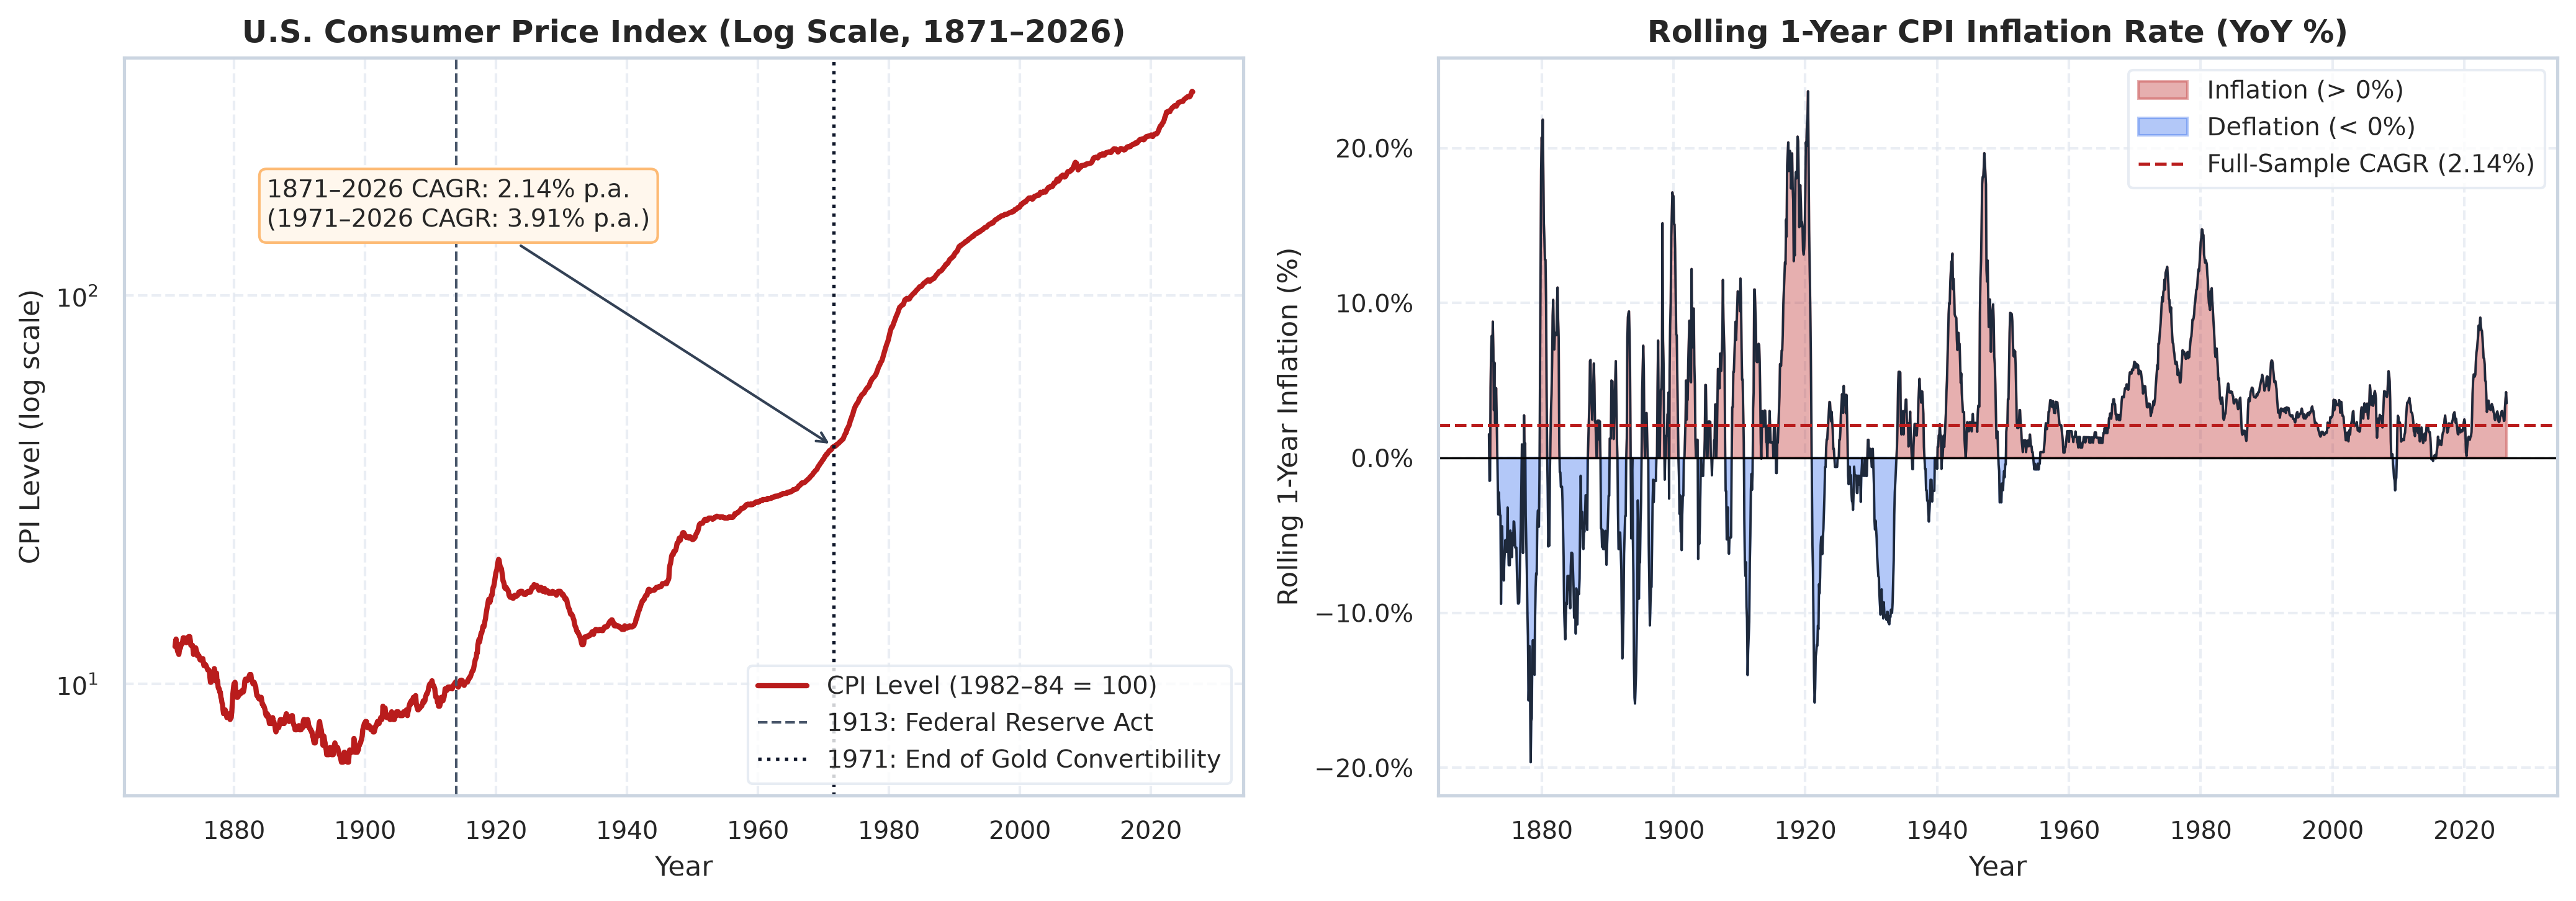 U.S. Consumer Price Index (Log Scale, 1871–2026)
CPI Level (log scale)
10²
10¹
1871–2026 CAGR: 2.14% p.a.
(1971–2026 CAGR: 3.91% p.a.)
CPI Level (1982–84 = 100)
1913: Federal Reserve Act
1971: End of Gold Convertibility
1880 1900 1920 1940 1960 1980 2000 2020
Year
Rolling 1-Year CPI Inflation Rate (YoY %)
Rolling 1-Year Inflation (%)
20.0%
10.0%
0.0%
−10.0%
−20.0%
Inflation (> 0%)
Deflation (< 0%)
Full-Sample CAGR (2.14%)
1880 1900 1920 1940 1960 1980 2000 2020
Year